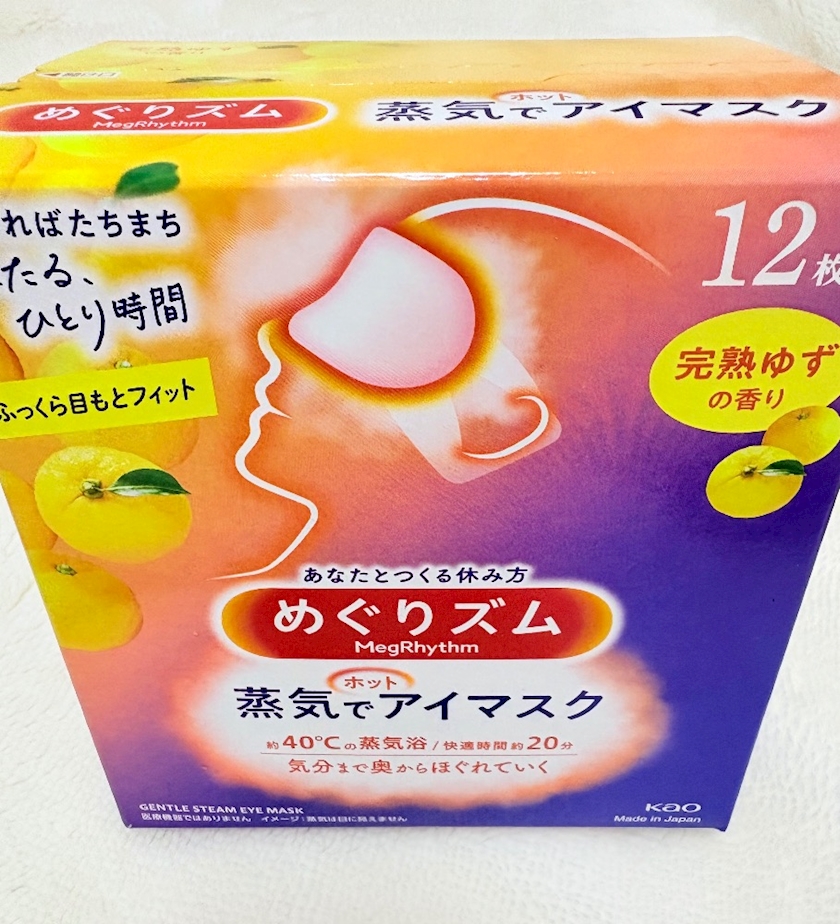 完熟ゆず
の香り
めぐりズム
MegRhythm
ホット
蒸気でアイマスク
ればたちまち
たる、
ひとり時間
12枚
ふっくら目もとフィット
完熟ゆず
の香り
あなたとつくる休み方
めぐりズム
MegRhythm
ホット
蒸気でアイマスク
約40℃の蒸気浴/快適時間約20分
気分まで奥からほぐれていく
GENTLE STEAM EYE MASK
医療機器ではありません イメージ:蒸気は目に見えません
Kao
Made in Japan